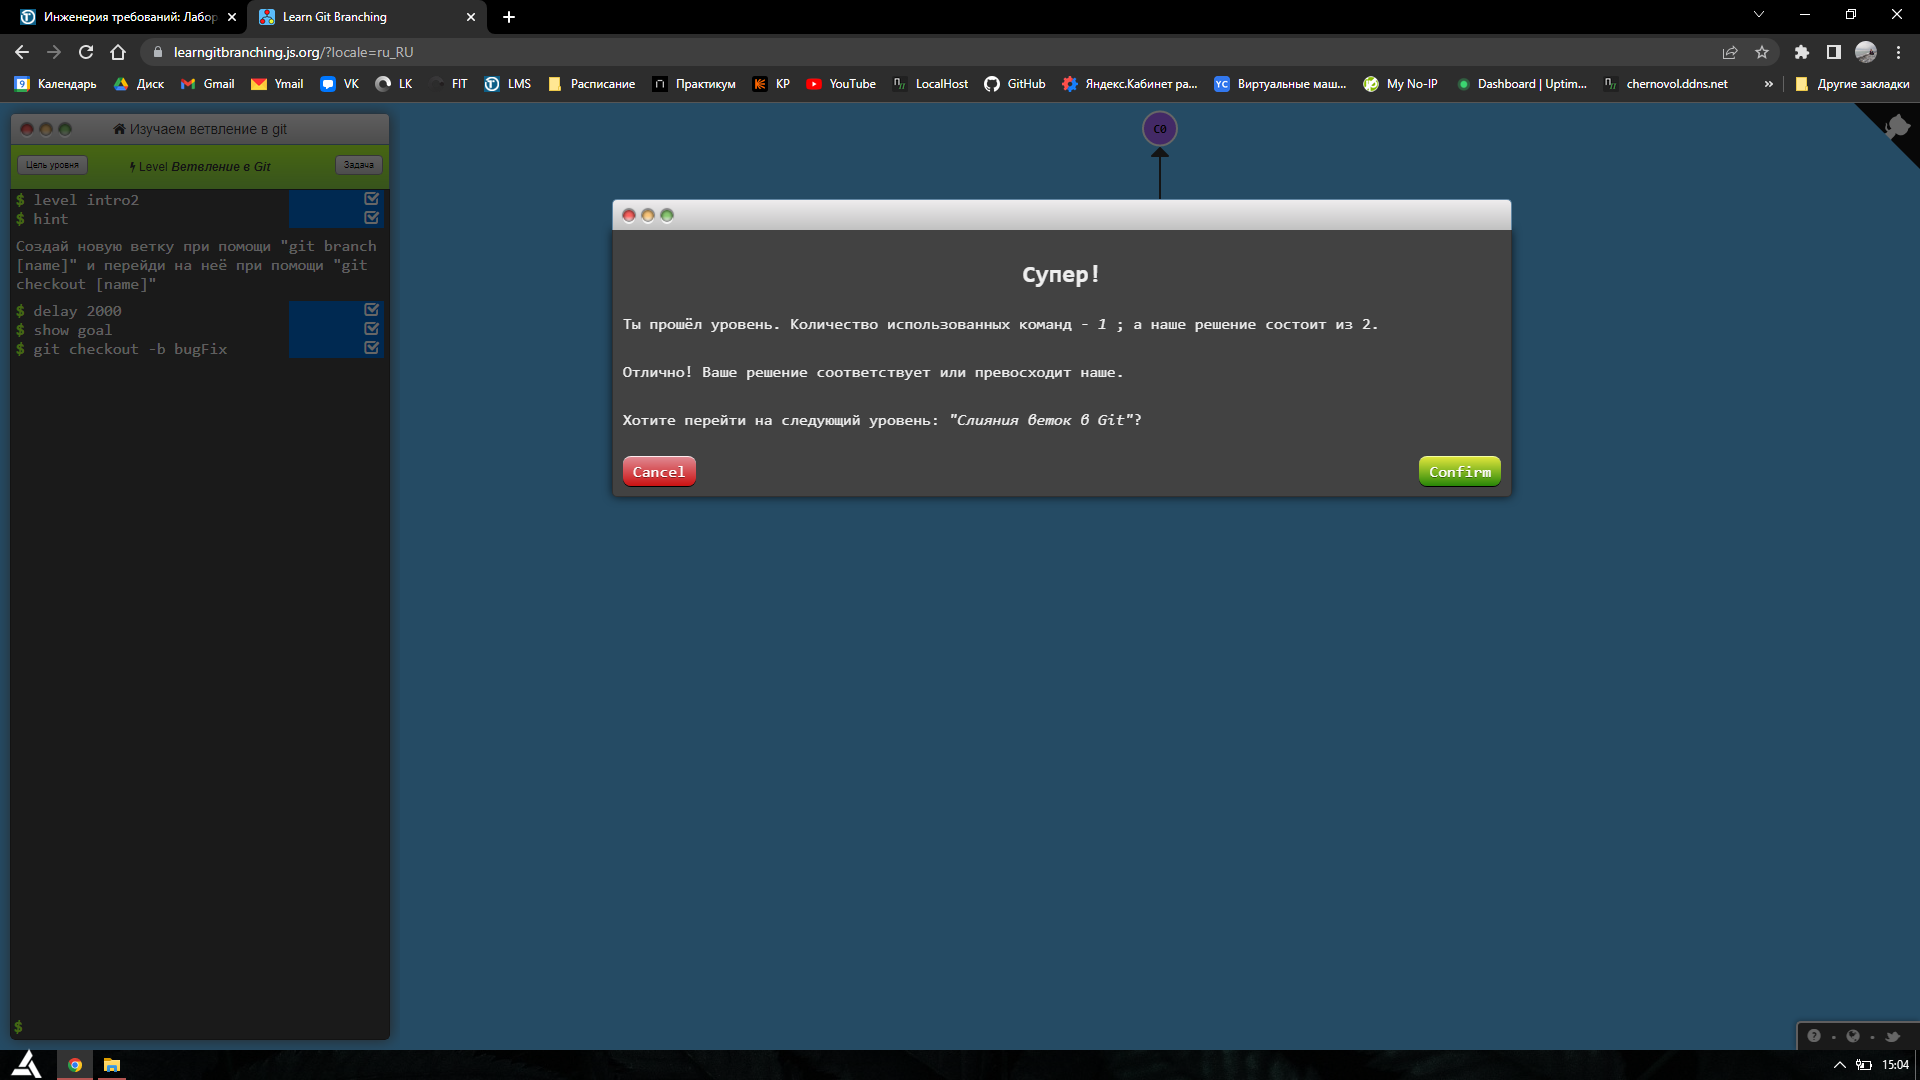 Инженерия требований: Лабор
Learn Git Branching
learngitbranching.js.org/?locale=ru_RU
9 Календарь Диск Gmail Ymail VK LK FIT LMS Расписание Практикум КР YouTube LocalHost GitHub Яндекс.Кабинет ра... YC Виртуальные маш... My No-IP Dashboard | Uptim... chernovol.ddns.net » Другие закладки
Изучаем ветвление в git
Цель уровня Level Ветвление в Git Задача
$ level intro2
$ hint
Создай новую ветку при помощи "git branch
[name]" и перейди на неё при помощи "git
checkout [name]"
$ delay 2000
$ show goal
$ git checkout -b bugFix
$
C0
Супер!
Ты прошёл уровень. Количество использованных команд - 1 ; а наше решение состоит из 2.
Отлично! Ваше решение соответствует или превосходит наше.
Хотите перейти на следующий уровень: "Слияния веток в Git"?
Cancel Confirm
15:04